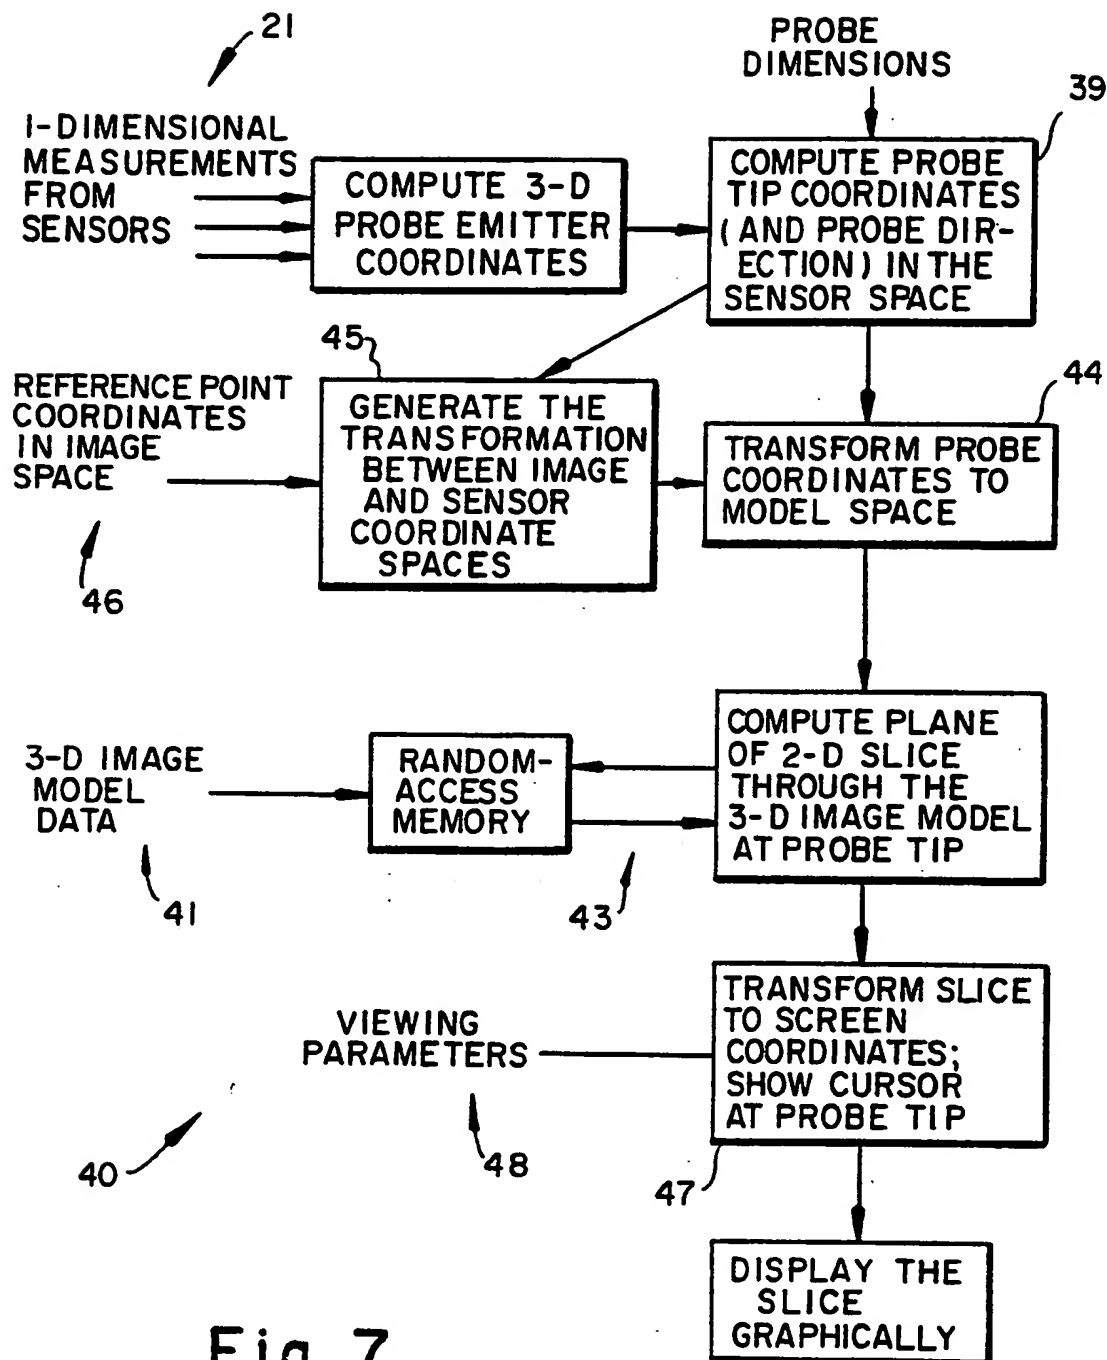 21
PROBE
DIMENSIONS
39
1-DIMENSIONAL
MEASUREMENTS
FROM
SENSORS
COMPUTE 3-D
PROBE EMITTER
COORDINATES
COMPUTE PROBE
TIP COORDINATES
(AND PROBE DIR-
ECTION) IN THE
SENSOR SPACE
45
REFERENCE POINT
COORDINATES
IN IMAGE
SPACE
46
GENERATE THE
TRANSFORMATION
BETWEEN IMAGE
AND SENSOR
COORDINATE
SPACES
44
TRANSFORM PROBE
COORDINATES TO
MODEL SPACE
3-D IMAGE
MODEL
DATA
41
RANDOM-
ACCESS
MEMORY
43
COMPUTE PLANE
OF 2-D SLICE
THROUGH THE
3-D IMAGE MODEL
AT PROBE TIP
VIEWING
PARAMETERS
48
40
TRANSFORM SLICE
TO SCREEN
COORDINATES;
SHOW CURSOR
AT PROBE TIP
47
DISPLAY THE
SLICE
GRAPHICALLY
Fig. 7